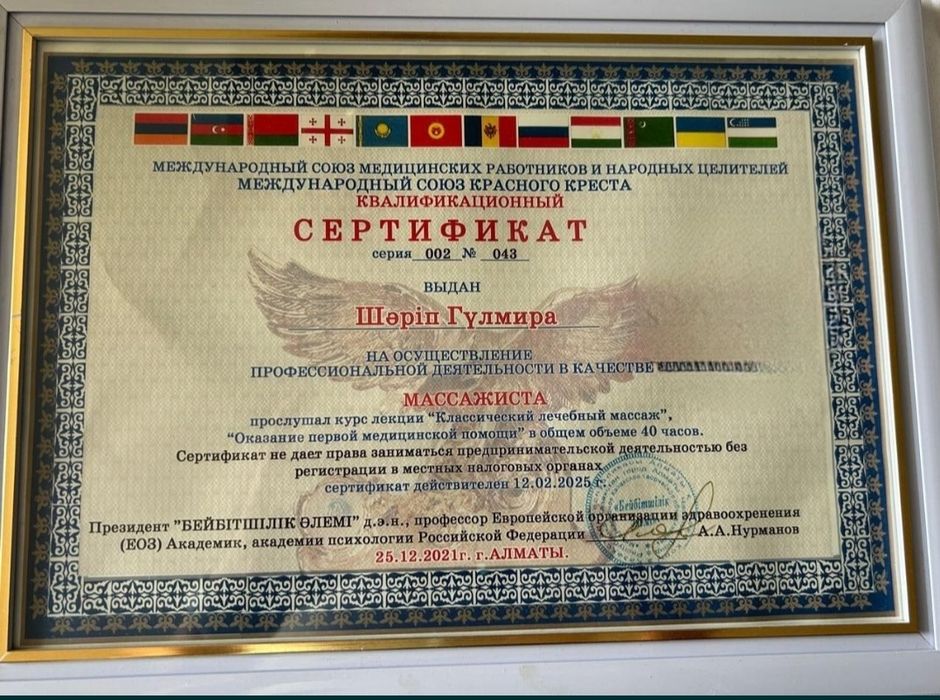 МЕЖДУНАРОДНЫЙ СОЮЗ МЕДИЦИНСКИХ РАБОТНИКОВ И НАРОДНЫХ ЦЕЛИТЕЛЕЙ
МЕЖДУНАРОДНЫЙ СОЮЗ КРАСНОГО КРЕСТА
КВАЛИФИКАЦИОННЫЙ
СЕРТИФИКАТ
серия 002 № 043
ВЫДАН
Шәріп Гүлмира
НА ОСУЩЕСТВЛЕНИЕ
ПРОФЕССИОНАЛЬНОЙ ДЕЯТЕЛЬНОСТИ В КАЧЕСТВЕ
МАССАЖИСТА
прослушал курс лекции "Классический лечебный массаж",
"Оказание первой медицинской помощи" в общем объеме 40 часов.
Сертификат не дает права заниматься предпринимательской деятельностью без
регистрации в местных налоговых органах
сертификат действителен 12.02.2025 г.
"Бейбітшілік
Президент "БЕЙБІТШІЛІК ӘЛЕМІ" д.э.н., профессор Европейской организации здравоохренения
(ЕОЗ) Академик, академии психологии Российской Федерации А.А.Нурманов
25.12.2021г. г.АЛМАТЫ.